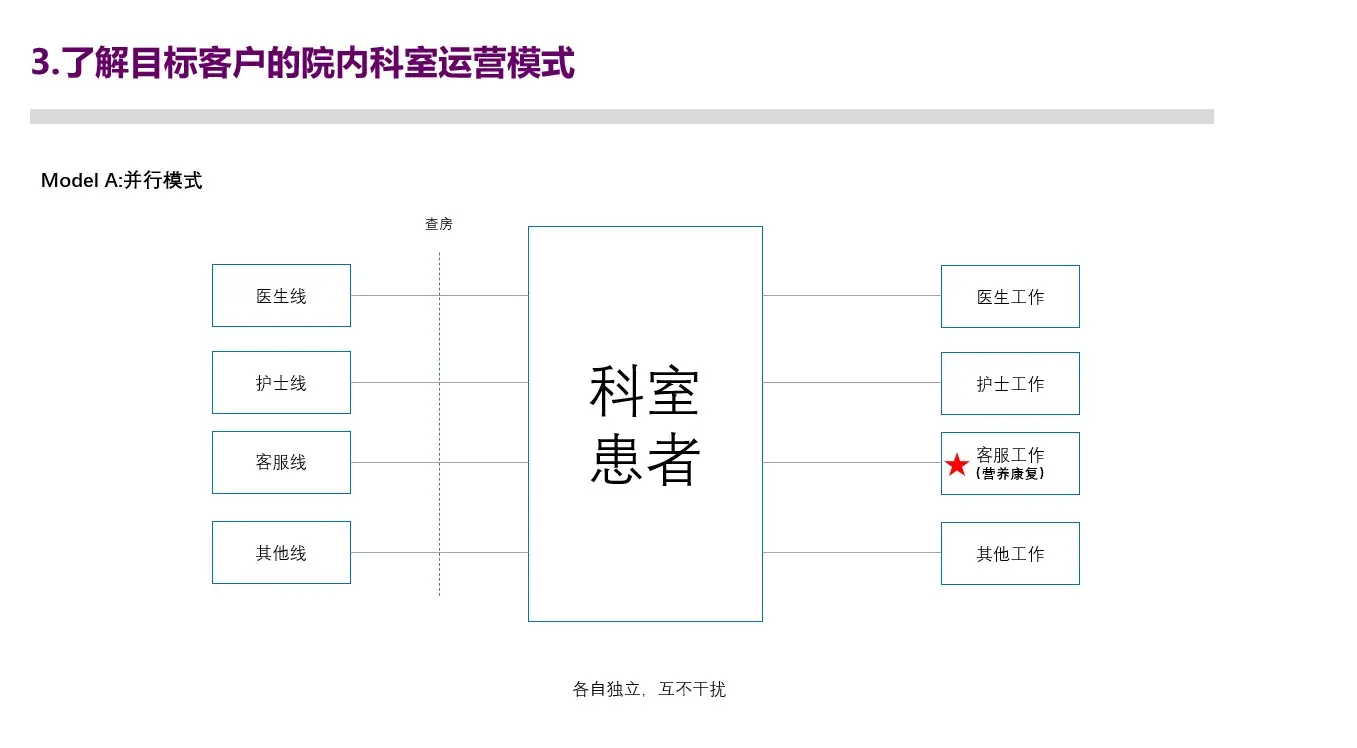 3.了解目标客户的院内科室运营模式
Model A:并行模式
查房
医生线
护士线
客服线
其他线
科室
患者
医生工作
护士工作
客服工作
(营养康复)
其他工作
各自独立，互不干扰